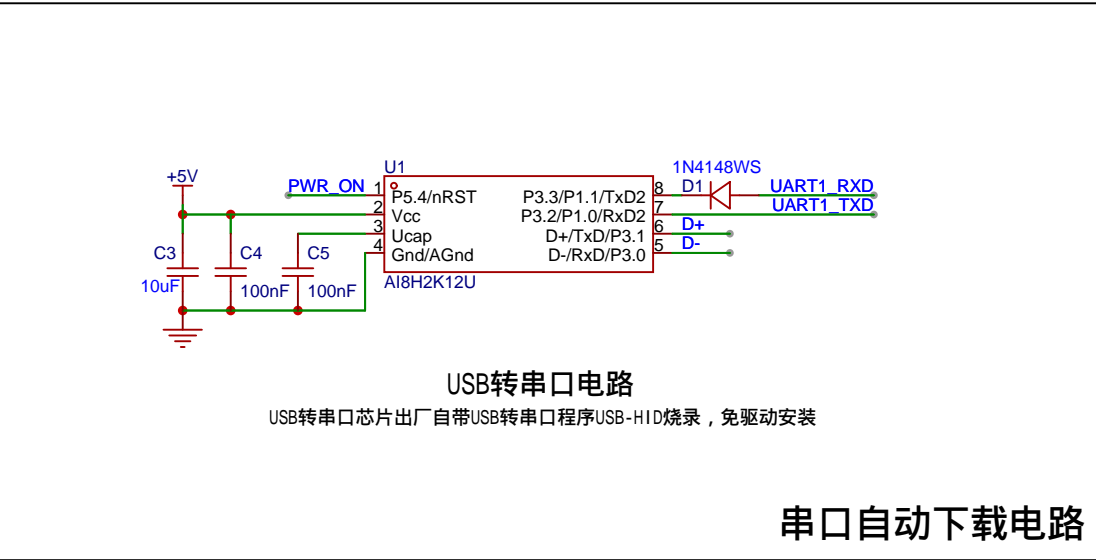 +5V
C3
10uF
C4
100nF
C5
100nF
PWR_ON
U1
1
2
3
4
P5.4/nRST
Vcc
Ucap
Gnd/AGnd
P3.3/P1.1/TxD2
P3.2/P1.0/RxD2
D+/TxD/P3.1
D-/RxD/P3.0
8
7
6
5
AI8H2K12U
1N4148WS
D1
UART1_RXD
UART1_TXD
D+
D-
USB转串口电路
USB转串口芯片出厂自带USB转串口程序USB-HID烧录，免驱动安装
串口自动下载电路